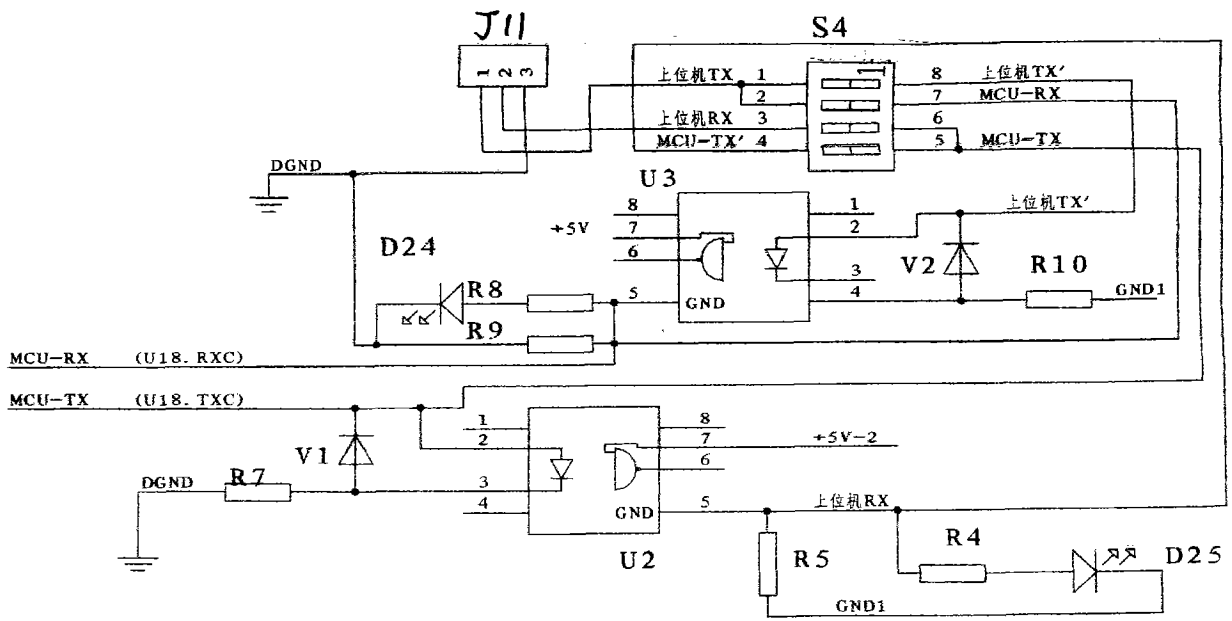 J11
S4
1 2 3
上位机TX 1
8 上位机TX'
2
7 MCU-RX
上位机RX 3
6
MCU-TX' 4
5 MCU-TX
DGND
U3
8
1
+5V
7
2
上位机TX'
6
D24
3
V2
R10
R8
5
GND
4
GND1
R9
MCU-RX (U18.RXC)
MCU-TX (U18.TXC)
1
8
2
7
+5V-2
V1
6
DGND
R7
3
4
GND
5
上位机RX
U2
R5
R4
D25
GND1